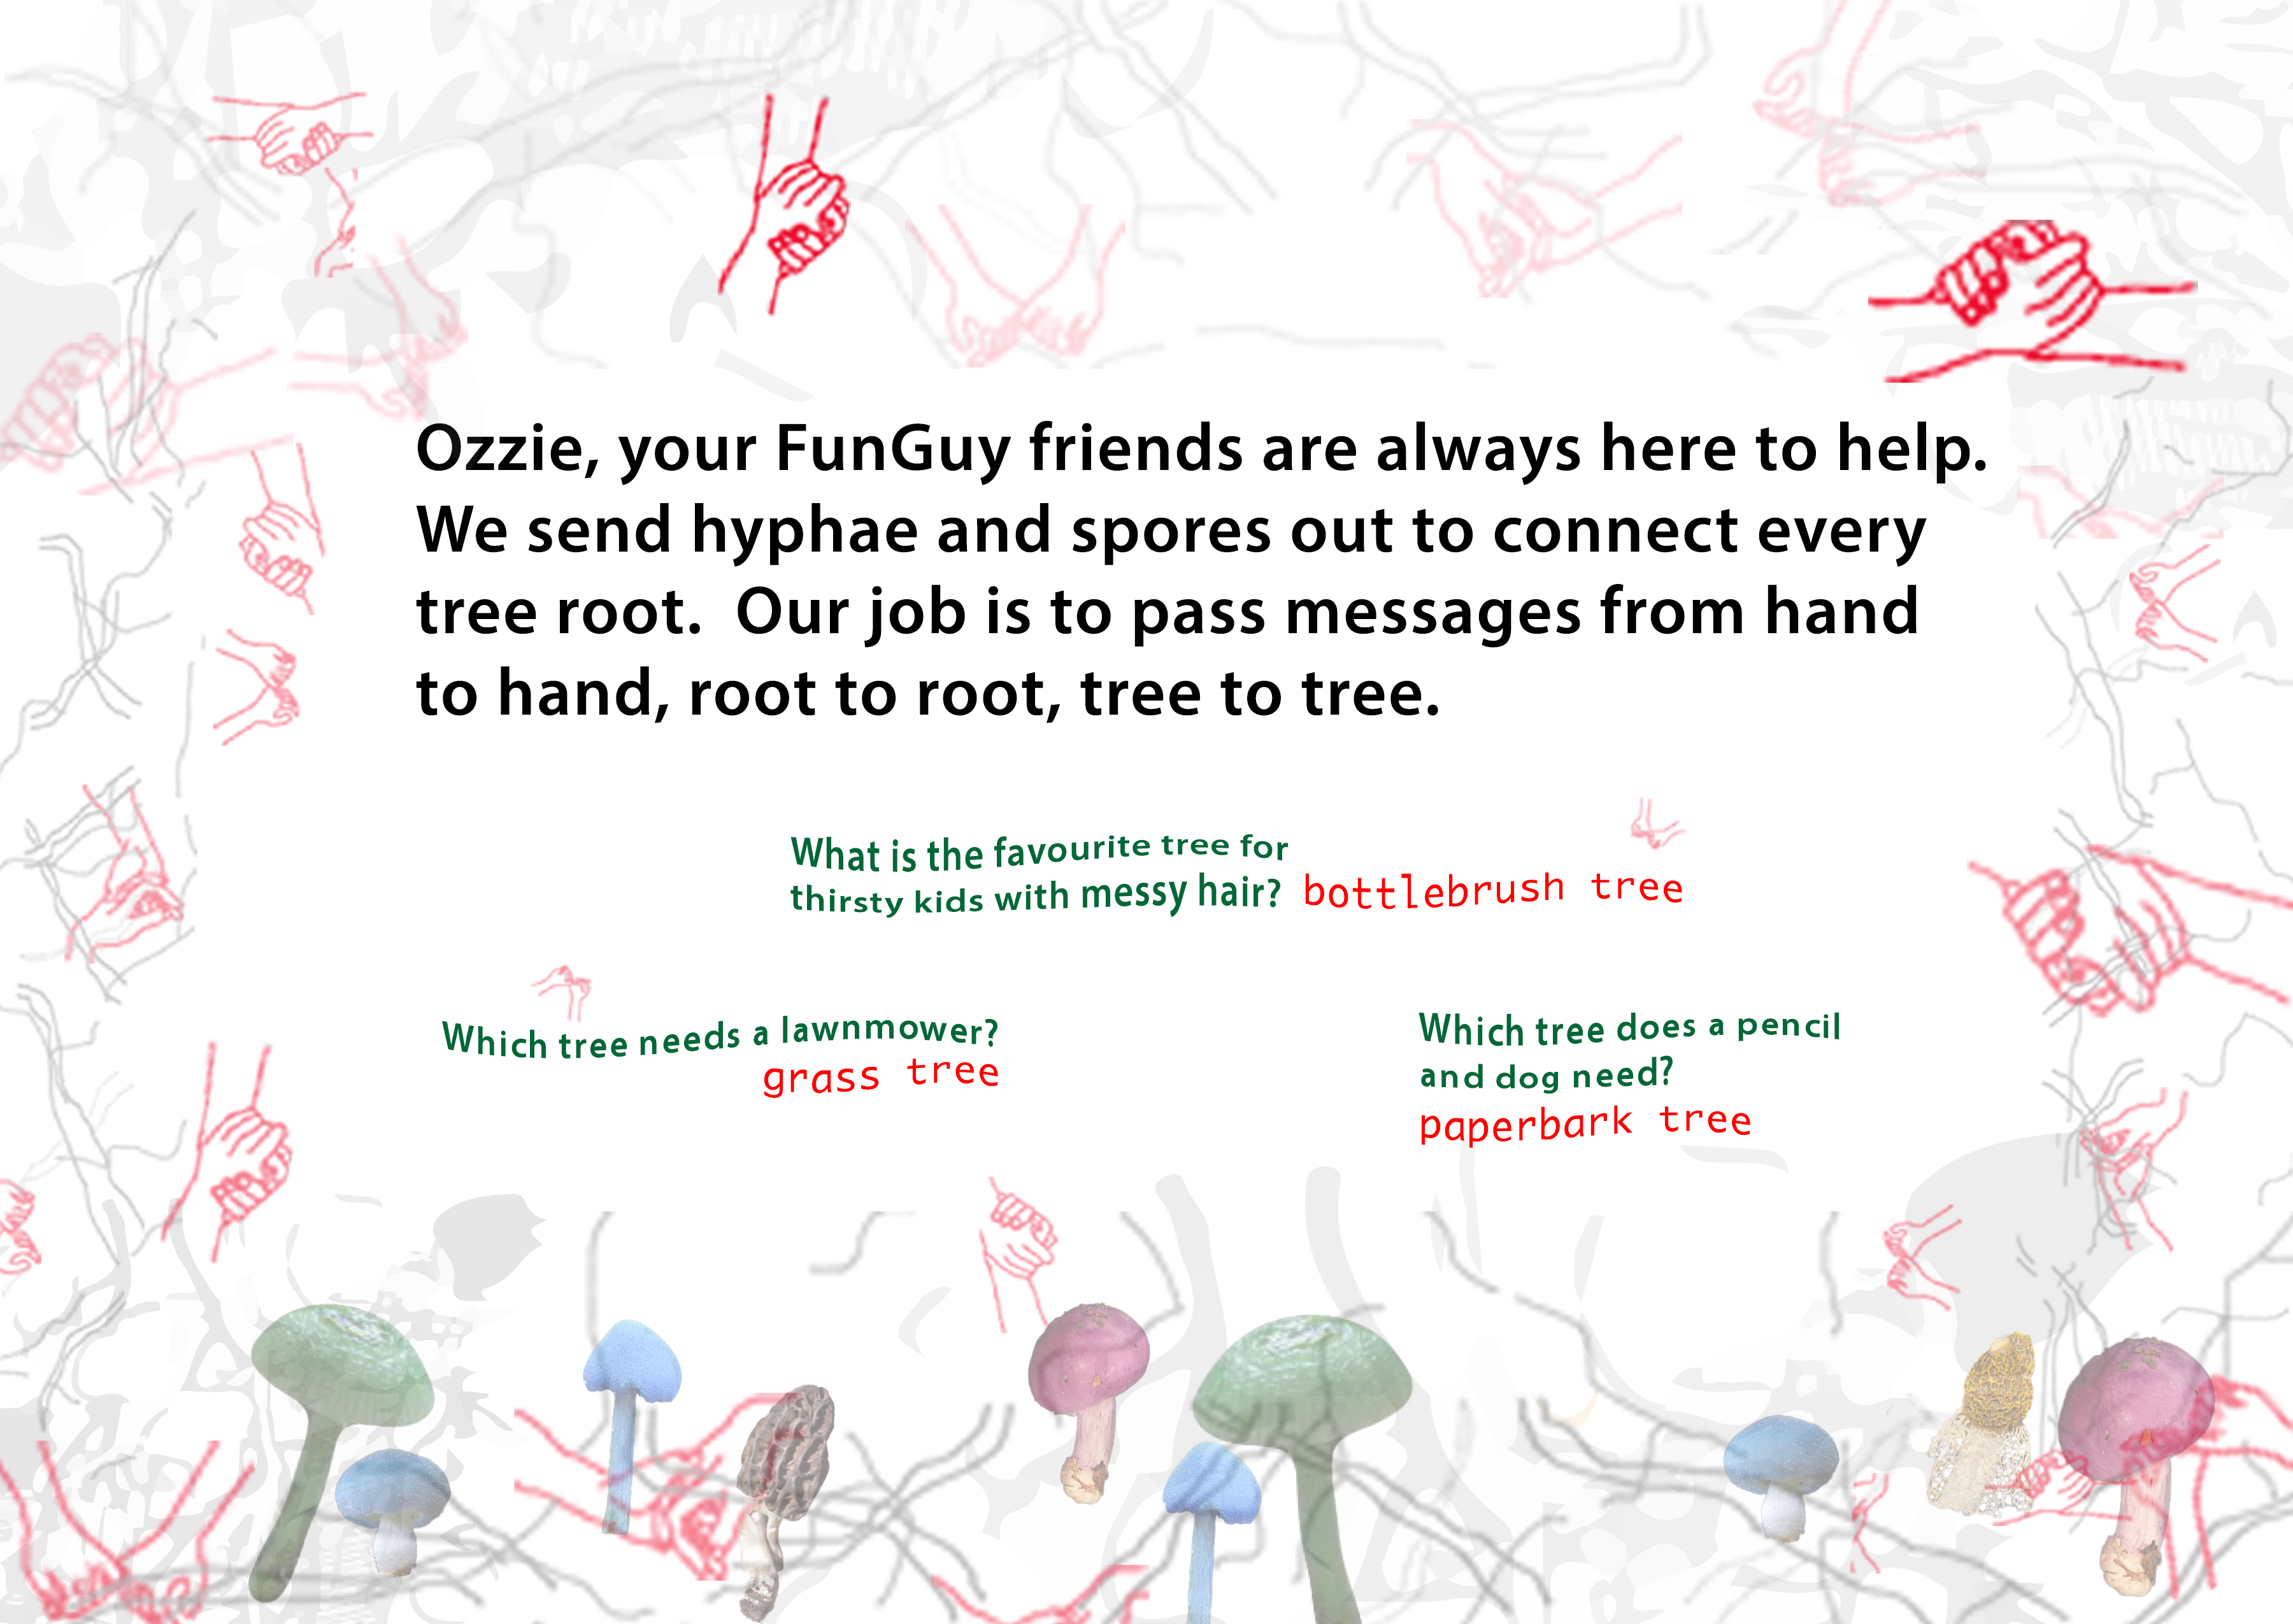 Ozzie, your FunGuy friends are always here to help.
We send hyphae and spores out to connect every
tree root.  Our job is to pass messages from hand
to hand, root to root, tree to tree.
What is the favourite tree for
thirsty kids with messy hair? bottlebrush tree
Which tree needs a lawnmower?
grass tree
Which tree does a pencil
and dog need?
paperbark tree